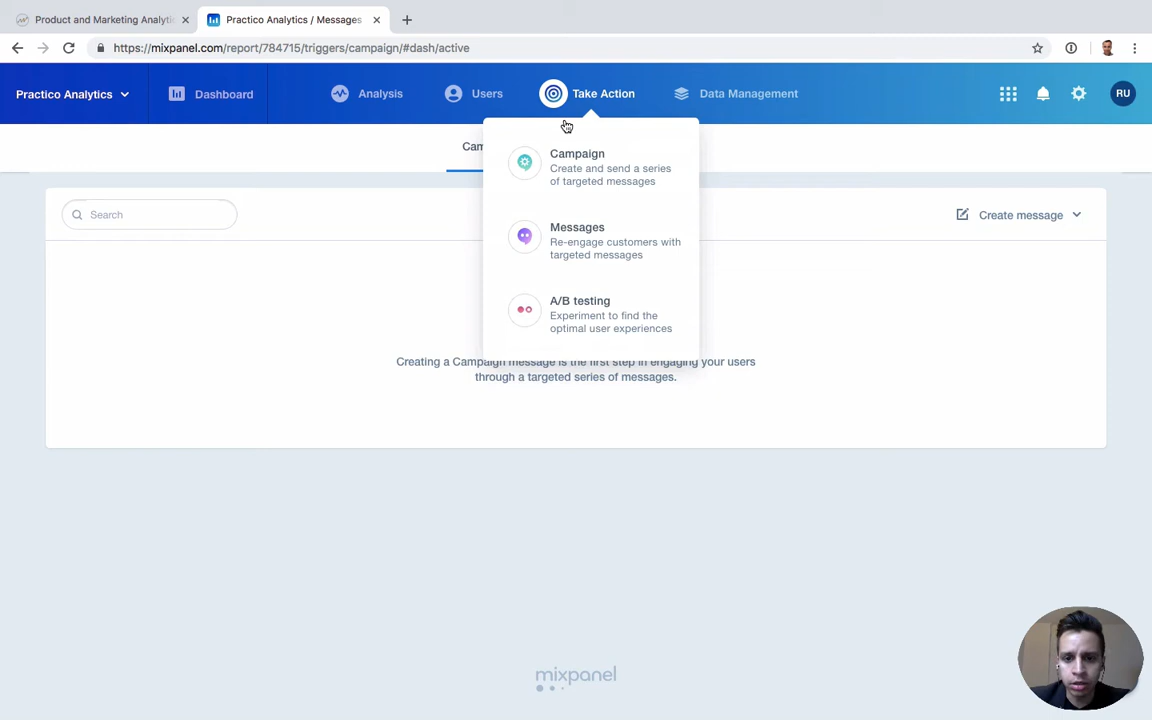 Product and Marketing Analytic
Practico Analytics / Messages
https://mixpanel.com/report/784715/triggers/campaign/#dash/active
Practico Analytics
Dashboard
Analysis
Users
Take Action
Data Management
RU
Cam
Campaign
Create and send a series
of targeted messages
Search
Create message
Messages
Re-engage customers with
targeted messages
A/B testing
Experiment to find the
optimal user experiences
Creating a Campaign message is the first step in engaging your users
through a targeted series of messages.
mixpanel